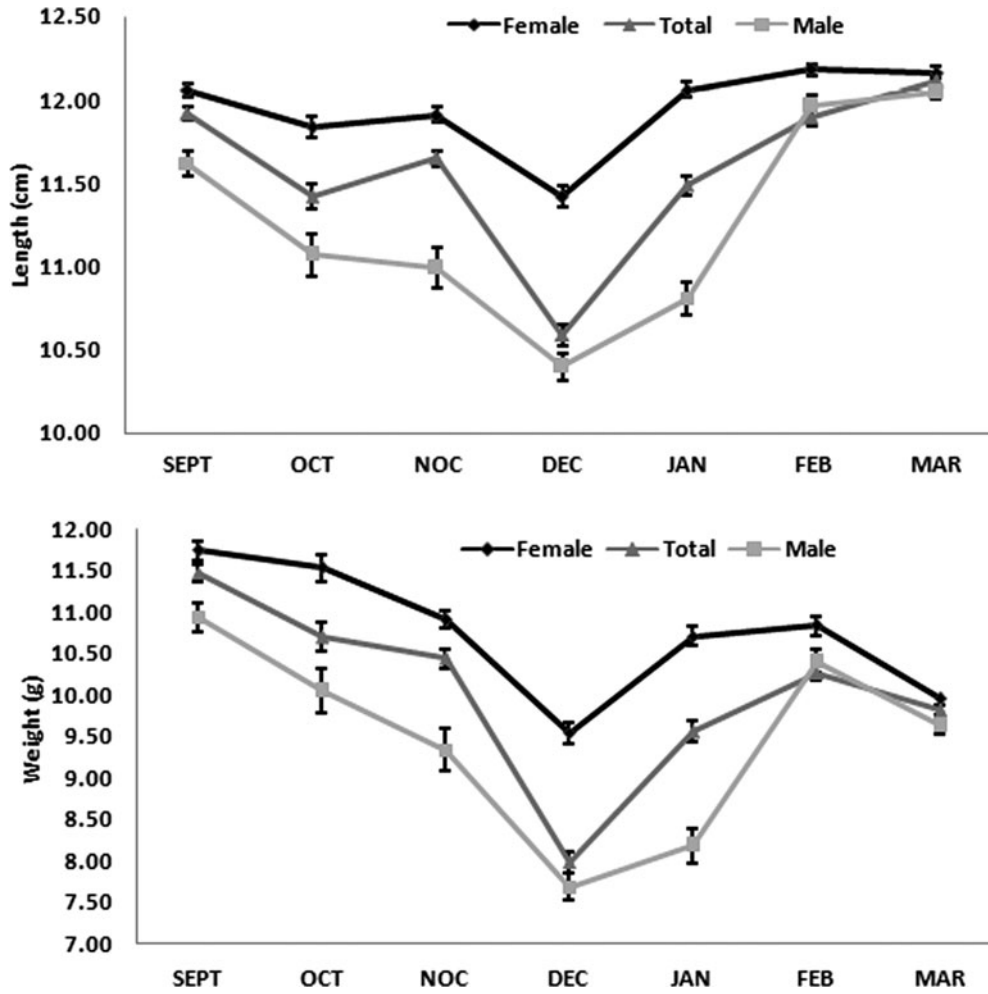 12.50
Female Total Male
12.00
11.50
11.00
10.50
10.00
Length (cm)
SEPT OCT NOC DEC JAN FEB MAR
12.00
Female Total Male
11.50
11.00
10.50
10.00
9.50
9.00
8.50
8.00
7.50
7.00
Weight (g)
SEPT OCT NOC DEC JAN FEB MAR